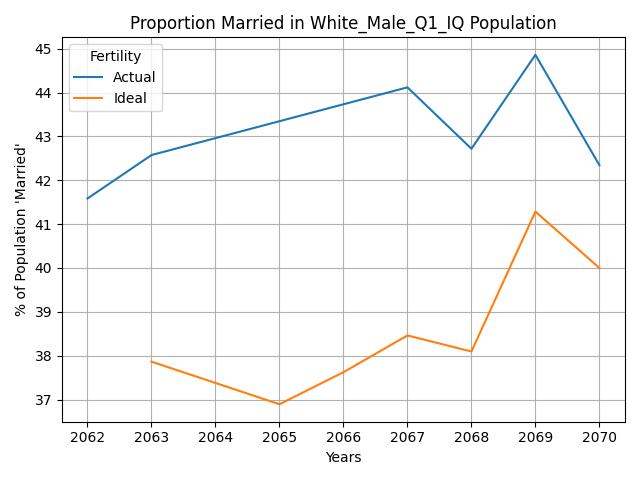 Proportion Married in White_Male_Q1_IQ Population
Fertility
Actual
Ideal
% of Population 'Married'
45
44
43
42
41
40
39
38
37
2062 2063 2064 2065 2066 2067 2068 2069 2070
Years